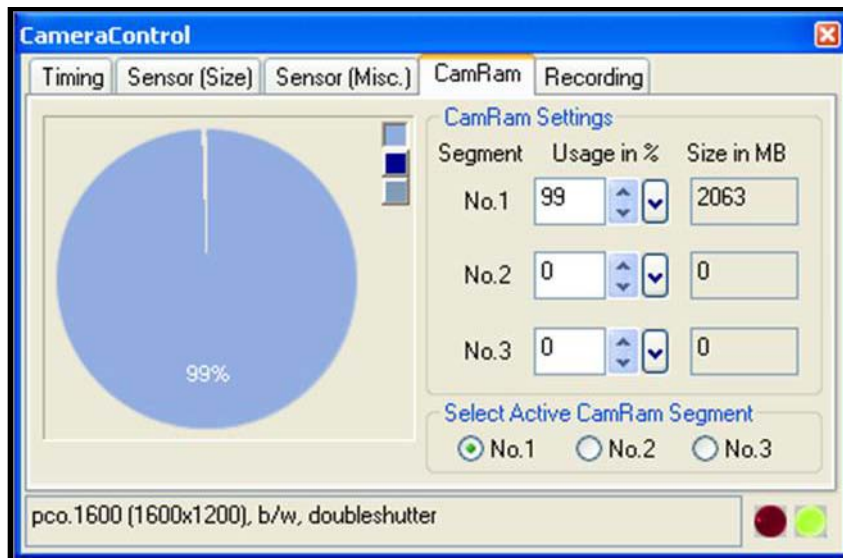 CameraControl
Timing Sensor (Size) Sensor (Misc.) CamRam Recording
99%
CamRam Settings
Segment Usage in % Size in MB
No.1 99 2063
No.2 0 0
No.3 0 0
Select Active CamRam Segment
No.1 No.2 No.3
pco.1600 (1600x1200), b/w, doubleshutter